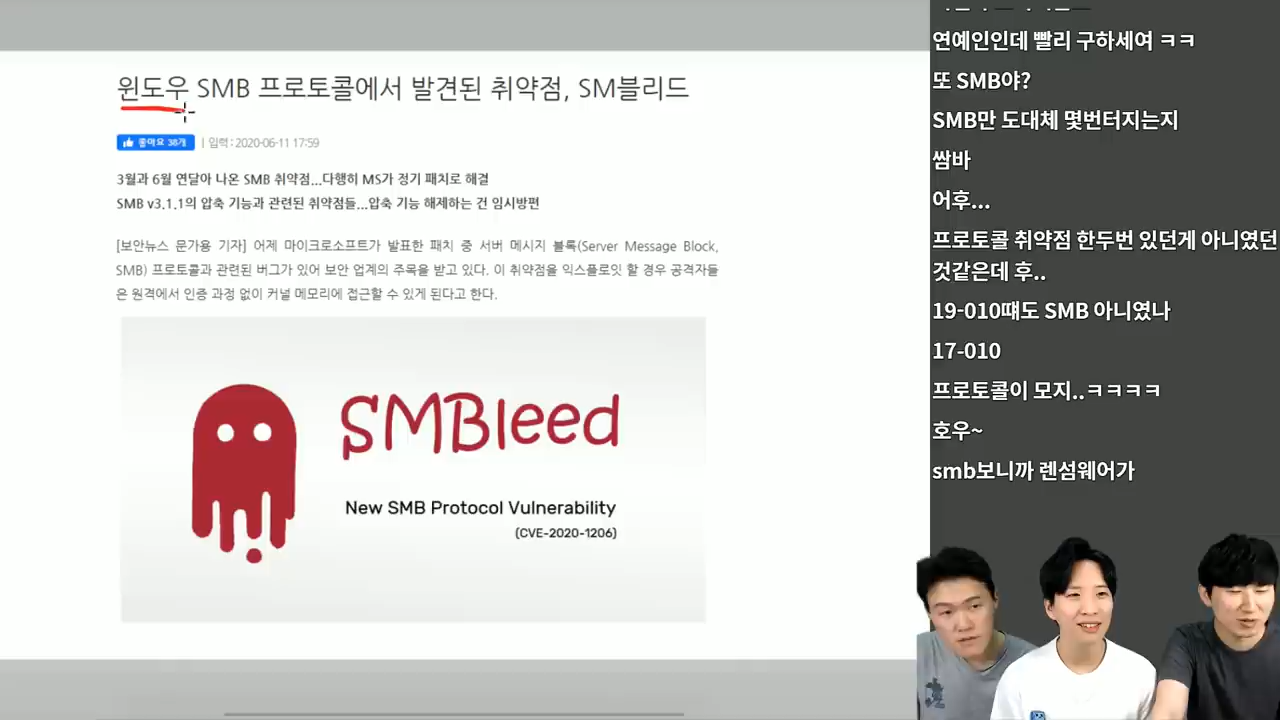 윈도우 SMB 프로토콜에서 발견된 취약점, SM블리드
좋아요 38개 | 입력 : 2020-06-11 17:59
3월과 6월 연달아 나온 SMB 취약점...다행히 MS가 정기 패치로 해결
SMB v3.1.1의 압축 기능과 관련된 취약점들...압축 기능 해제하는 건 임시방편
[보안뉴스 문가용 기자] 어제 마이크로소프트가 발표한 패치 중 서버 메시지 블록(Server Message Block,
SMB) 프로토콜과 관련된 버그가 있어 보안 업계의 주목을 받고 있다. 이 취약점을 익스플로잇 할 경우 공격자들
은 원격에서 인증 과정 없이 커널 메모리에 접근할 수 있게 된다고 한다.
SMBleed
New SMB Protocol Vulnerability
(CVE-2020-1206)
연예인인데 빨리 구하세여 ㅋㅋ
또 SMB야?
SMB만 도대체 몇번터지는지
쌈바
어후...
프로토콜 취약점 한두번 있던게 아니였던
것같은데 후..
19-010떄도 SMB 아니였나
17-010
프로토콜이 모지..ㅋㅋㅋㅋ
호우~
smb보니까 렌섬웨어가